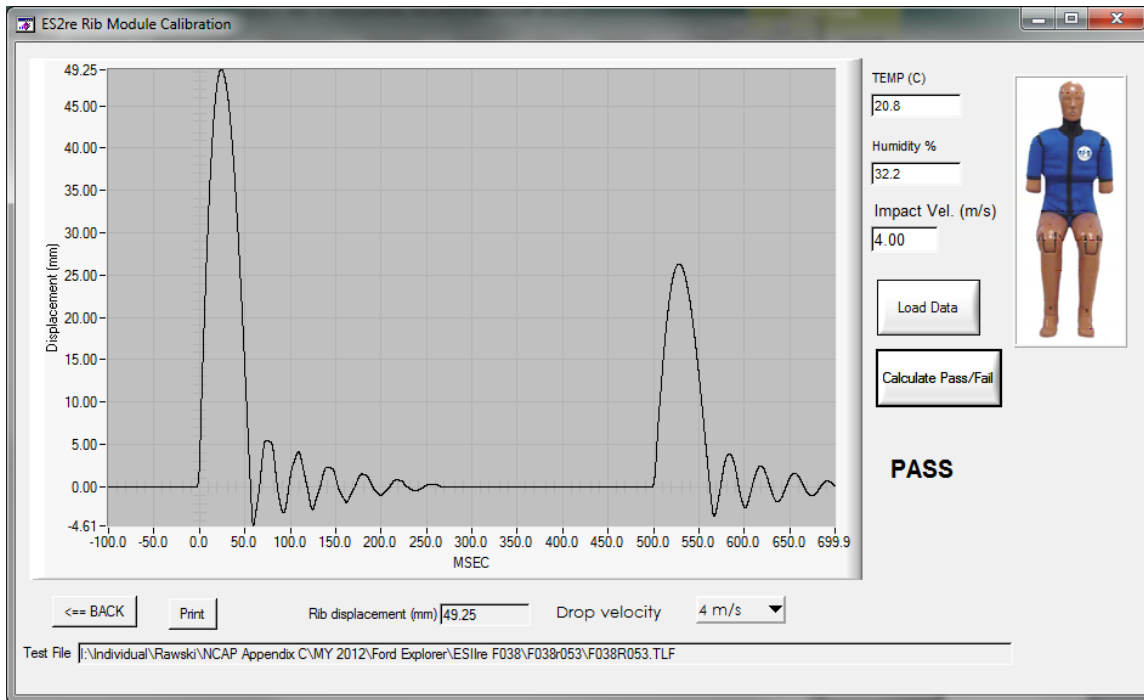 ES2re Rib Module Calibration
49.25
45.00
40.00
35.00
30.00
25.00
20.00
15.00
10.00
5.00
0.00
-4.61
Displacement (mm)
-100.0 -50.0 0.0 50.0 100.0 150.0 200.0 250.0 300.0 350.0 400.0 450.0 500.0 550.0 600.0 650.0 699.9
MSEC
TEMP (C)
20.8
Humidity %
32.2
Impact Vel. (m/s)
4.00
Load Data
Calculate Pass/Fail
PASS
<== BACK
Print
Rib displacement (mm) 49.25
Drop velocity
4 m/s
Test File I:\Individual\Rawski\NCAP Appendix C\MY 2012\Ford Explorer\ESIIre F038\F038r053\F038R053.TLF